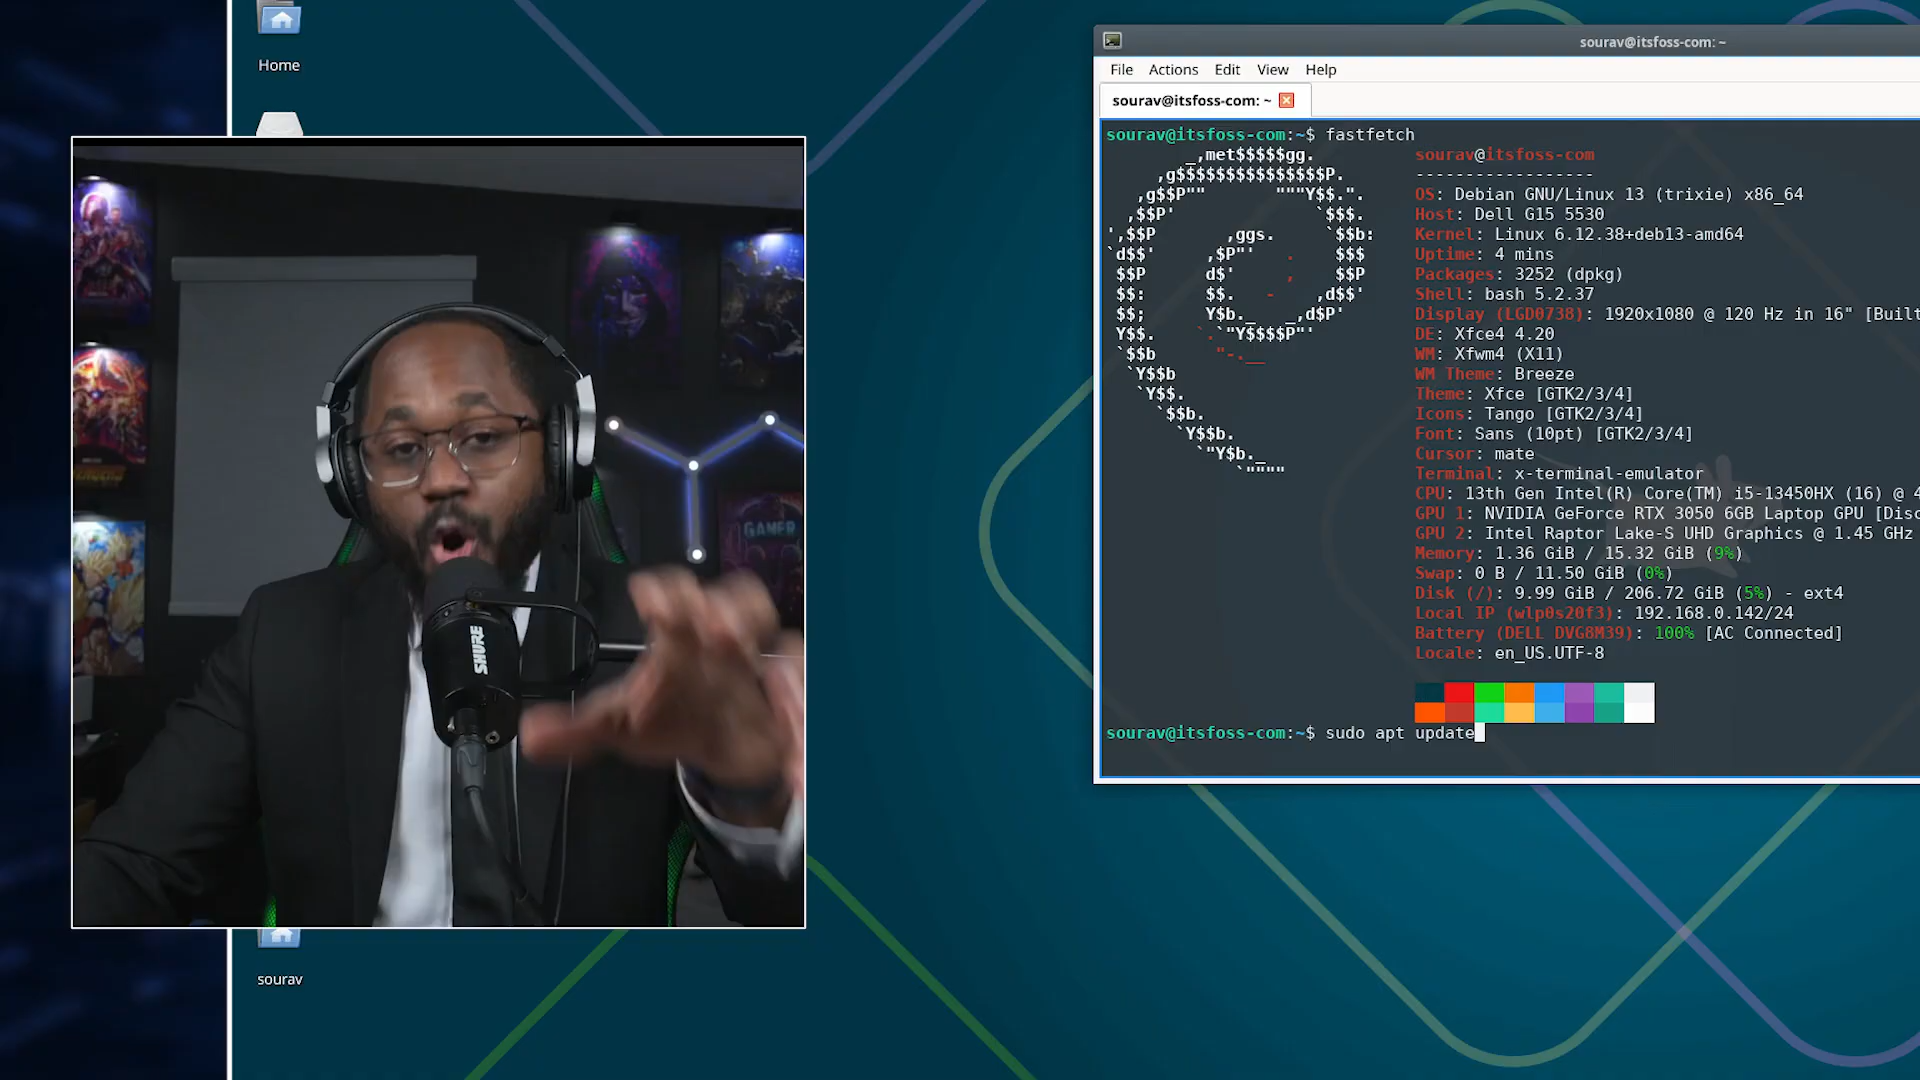 Home
sourav@itsfoss-com: ~
File Actions Edit View Help
sourav@itsfoss-com: ~
sourav@itsfoss-com:~$ fastfetch
_,met$$$$$gg.
,g$$$$$$$$$$$$$$$P.
,g$$P"" """Y$$.".
,$$P' `$$$.
',$$P ,ggs. `$$b:
`d$$' ,$P"' . $$$
$$P d$' , $$P
$$: $$. - ,d$$'
$$; Y$b._ _,d$P'
Y$$. `.`"Y$$$$P"'
`$$b "-.__
`Y$$b
`Y$$.
`$$b.
`Y$$b.
`"Y$b._
`""""
sourav@itsfoss-com
------------------
OS: Debian GNU/Linux 13 (trixie) x86_64
Host: Dell G15 5530
Kernel: Linux 6.12.38+deb13-amd64
Uptime: 4 mins
Packages: 3252 (dpkg)
Shell: bash 5.2.37
Display (LGD0738): 1920x1080 @ 120 Hz in 16" [Built
DE: Xfce4 4.20
WM: Xfwm4 (X11)
WM Theme: Breeze
Theme: Xfce [GTK2/3/4]
Icons: Tango [GTK2/3/4]
Font: Sans (10pt) [GTK2/3/4]
Cursor: mate
Terminal: x-terminal-emulator
CPU: 13th Gen Intel(R) Core(TM) i5-13450HX (16) @ 4
GPU 1: NVIDIA GeForce RTX 3050 6GB Laptop GPU [Disc
GPU 2: Intel Raptor Lake-S UHD Graphics @ 1.45 GHz
Memory: 1.36 GiB / 15.32 GiB (9%)
Swap: 0 B / 11.50 GiB (0%)
Disk (/): 9.99 GiB / 206.72 GiB (5%) - ext4
Local IP (wlp0s20f3): 192.168.0.142/24
Battery (DELL DVG8M39): 100% [AC Connected]
Locale: en_US.UTF-8
sourav@itsfoss-com:~$ sudo apt update
GAMER
SHURE
sourav